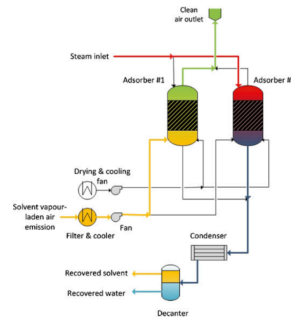 Clean
air outlet
Steam inlet
Adsorber #1
Adsorber #
Drying & cooling
fan
Solvent vapour-
laden air
emission
Filter & cooler
Fan
Condenser
Recovered solvent
Recovered water
Decanter